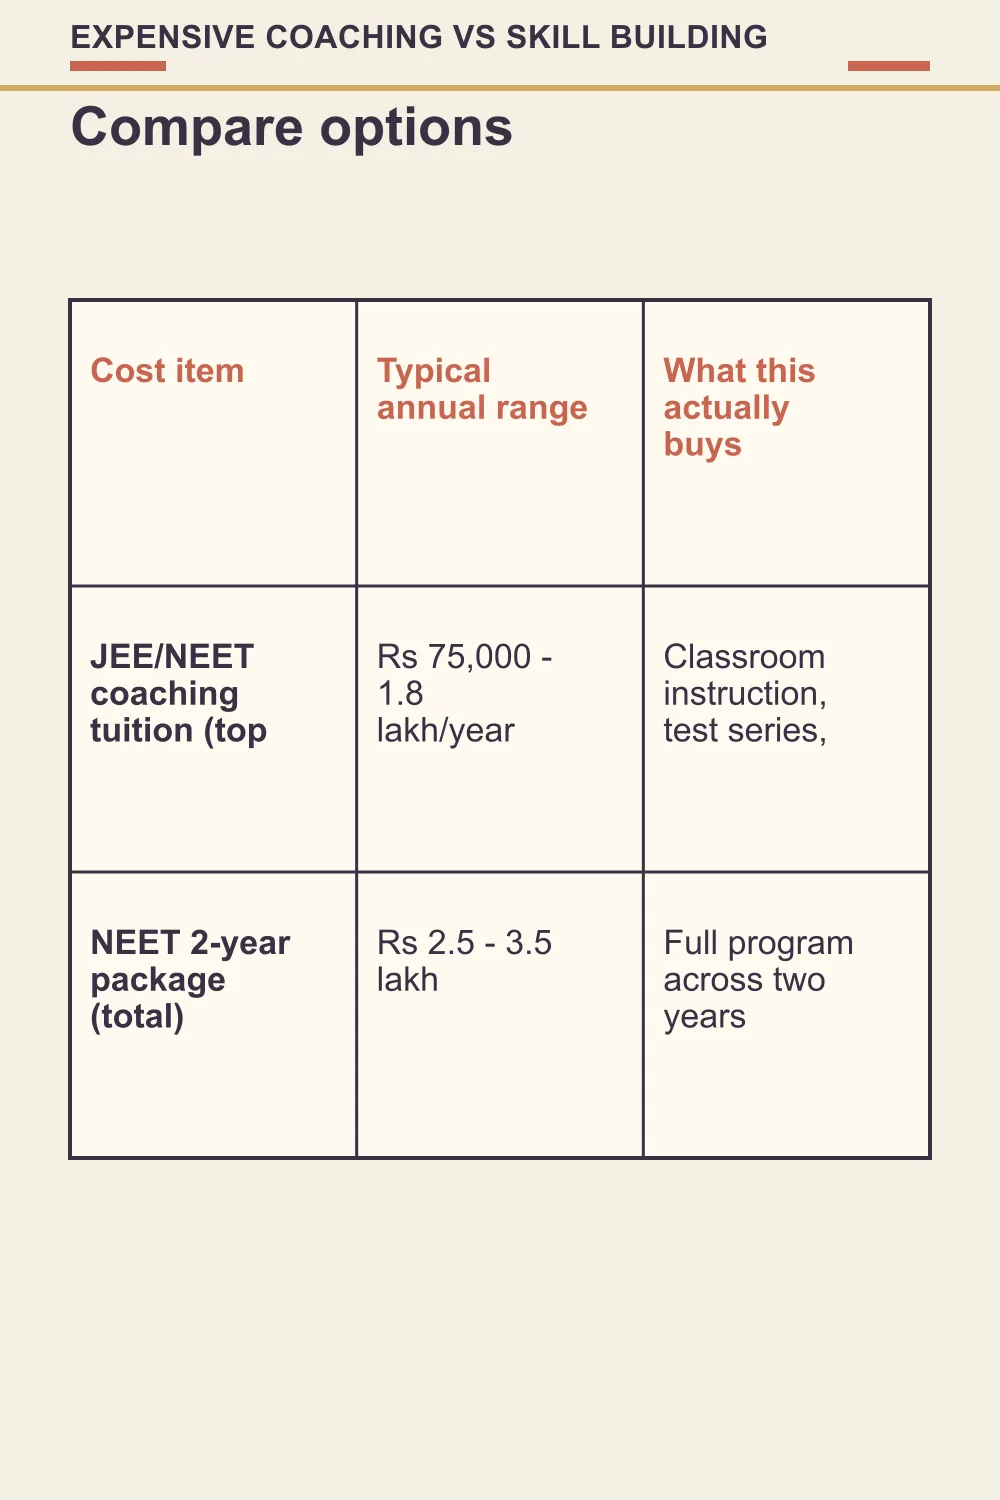 EXPENSIVE COACHING VS SKILL BUILDING
Compare options
Cost item
Typical
annual range
What this
actually
buys
JEE/NEET
coaching
tuition (top
Rs 75,000 -
1.8
lakh/year
Classroom
instruction,
test series,
NEET 2-year
package
(total)
Rs 2.5 - 3.5
lakh
Full program
across two
years